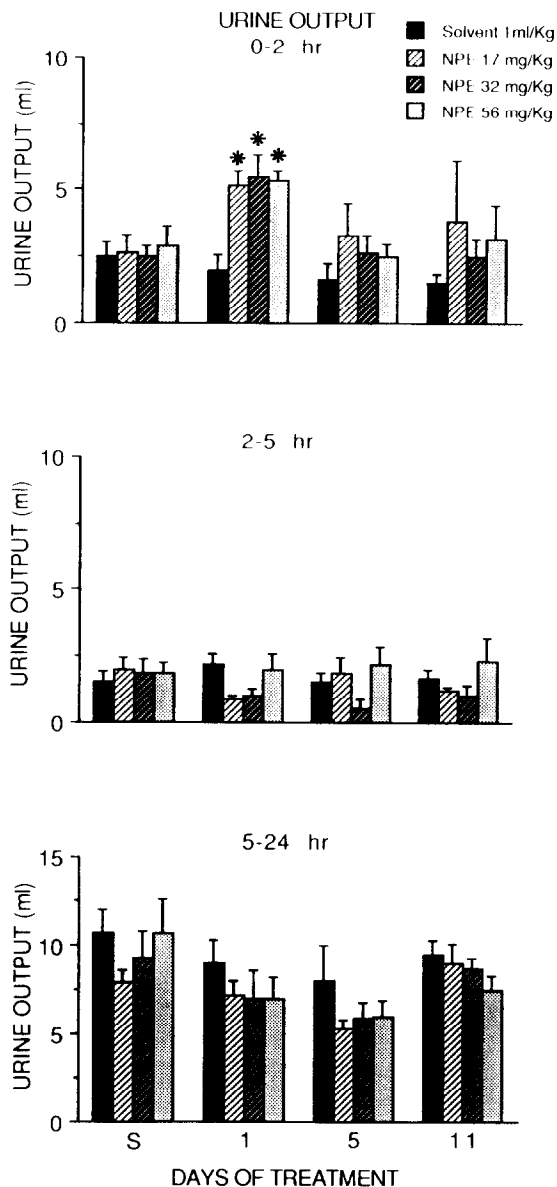 URINE OUTPUT
0-2 hr
Solvent 1ml/Kg
NPE 17 mg/Kg
NPE 32 mg/Kg
NPE 56 mg/Kg
URINE OUTPUT (ml)
10
5
0
* * *
2-5 hr
URINE OUTPUT (ml)
10
5
0
5-24 hr
URINE OUTPUT (ml)
15
10
5
0
S 1 5 11
DAYS OF TREATMENT